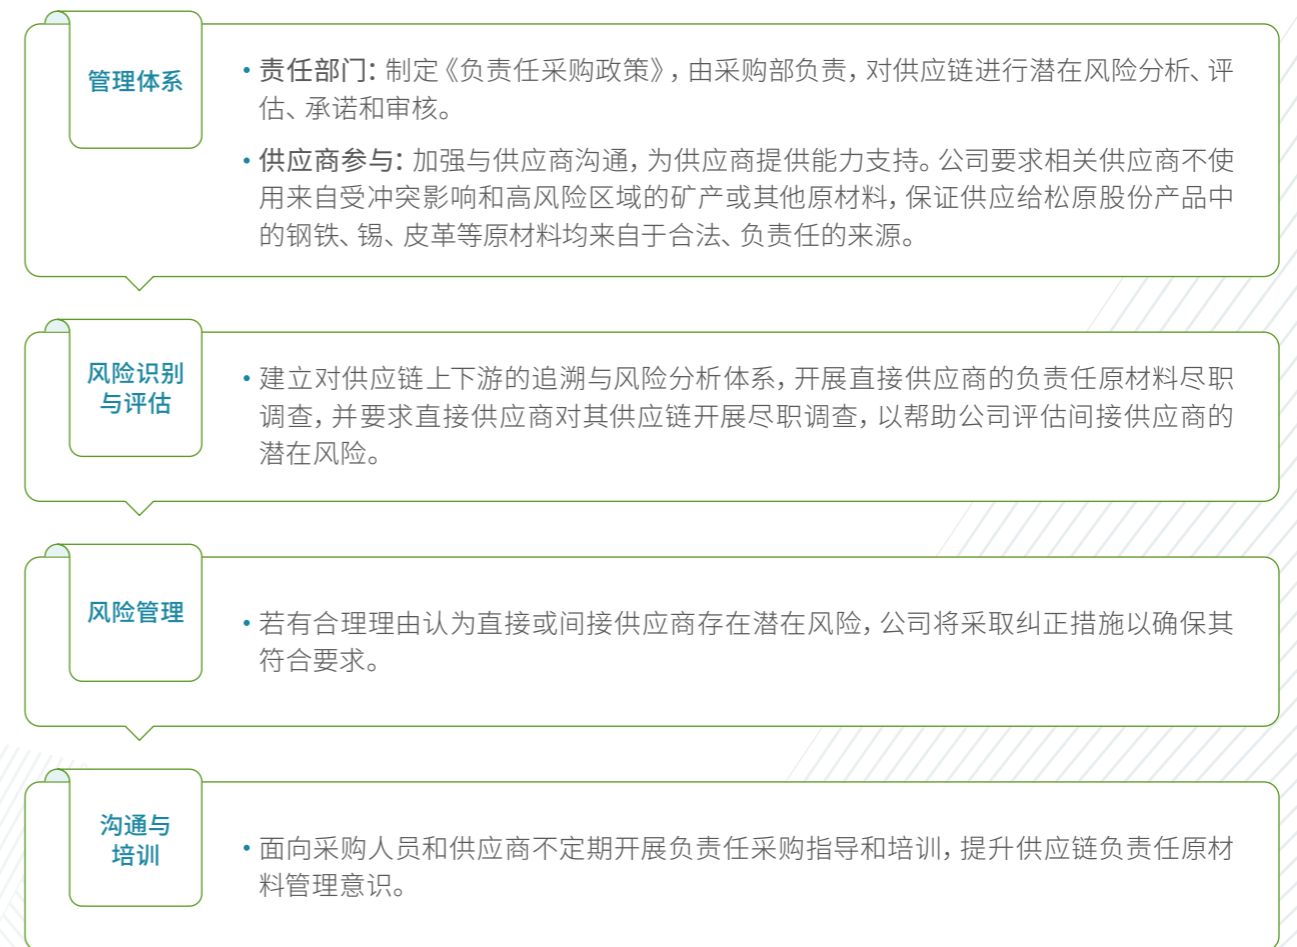 管理体系
• 责任部门：制定《负责任采购政策》，由采购部负责，对供应链进行潜在风险分析、评
估、承诺和审核。
• 供应商参与：加强与供应商沟通，为供应商提供能力支持。公司要求相关供应商不使
用来自受冲突影响和高风险区域的矿产或其他原材料，保证供应给松原股份产品中
的钢铁、锡、皮革等原材料均来自于合法、负责任的来源。
风险识别
与评估
• 建立对供应链上下游的追溯与风险分析体系，开展直接供应商的负责任原材料尽职
调查，并要求直接供应商对其供应链开展尽职调查，以帮助公司评估间接供应商的
潜在风险。
风险管理
• 若有合理理由认为直接或间接供应商存在潜在风险，公司将采取纠正措施以确保其
符合要求。
沟通与
培训
• 面向采购人员和供应商不定期开展负责任采购指导和培训，提升供应链负责任原材
料管理意识。